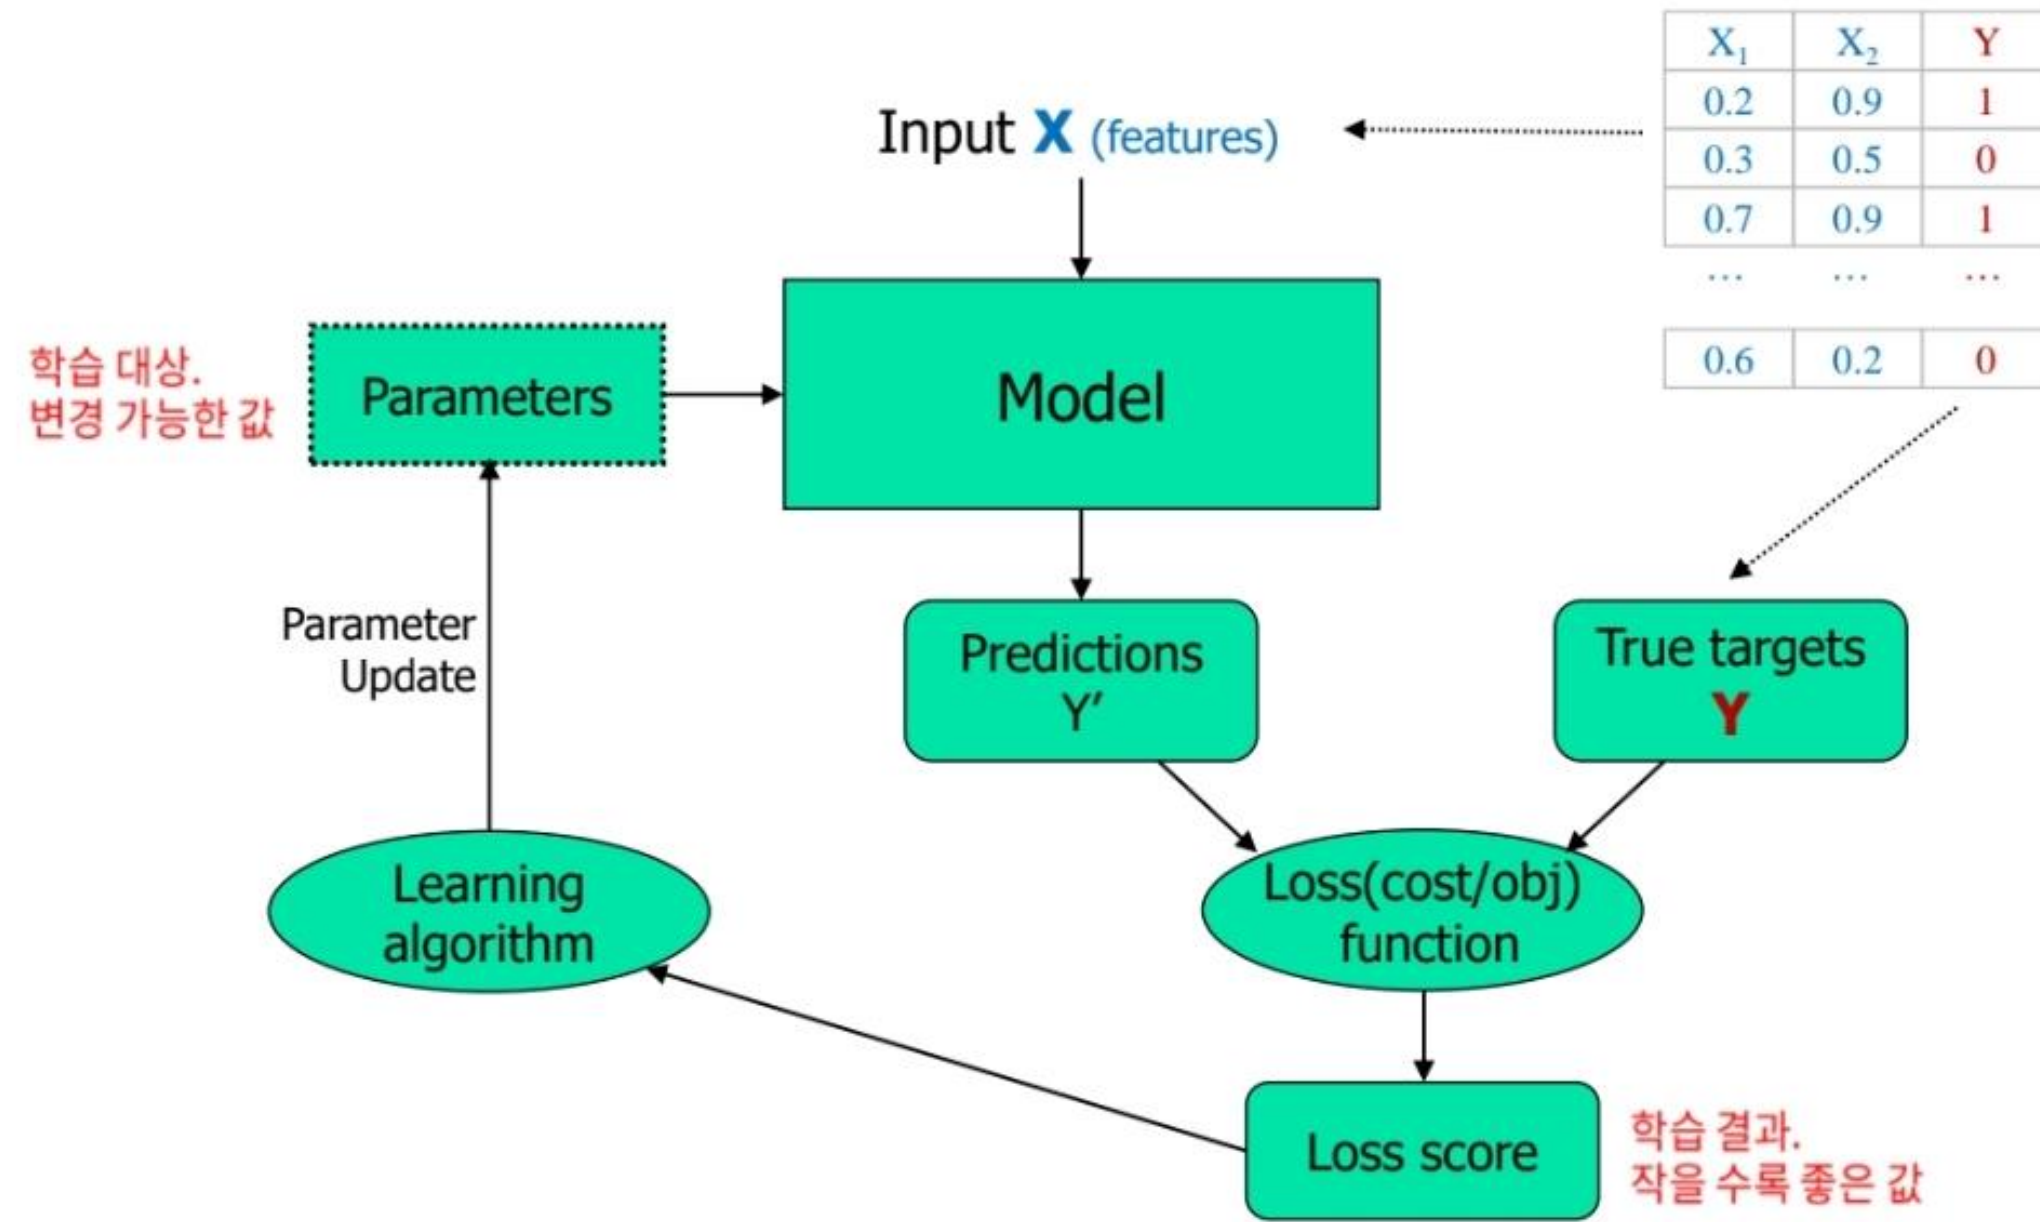 X₁ X₂ Y
0.2 0.9 1
0.3 0.5 0
0.7 0.9 1
... ... ...
0.6 0.2 0
Input X (features)
학습 대상.
변경 가능한 값
Parameters
Model
Parameter
Update
Predictions
Y′
True targets
Y
Learning
algorithm
Loss(cost/obj)
function
Loss score
학습 결과.
작을 수록 좋은 값